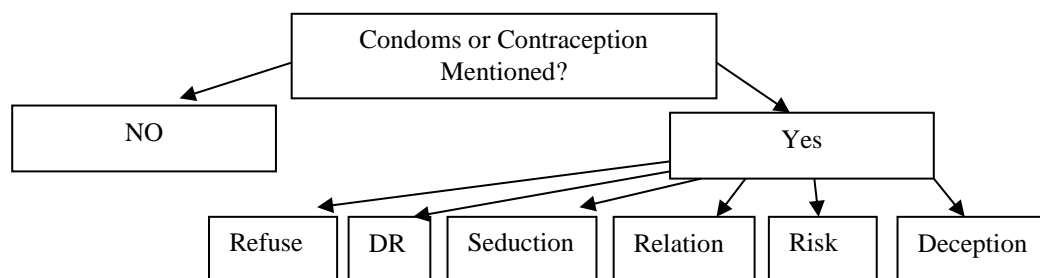 Condoms or Contraception
Mentioned?
NO
Yes
Refuse
DR
Seduction
Relation
Risk
Deception